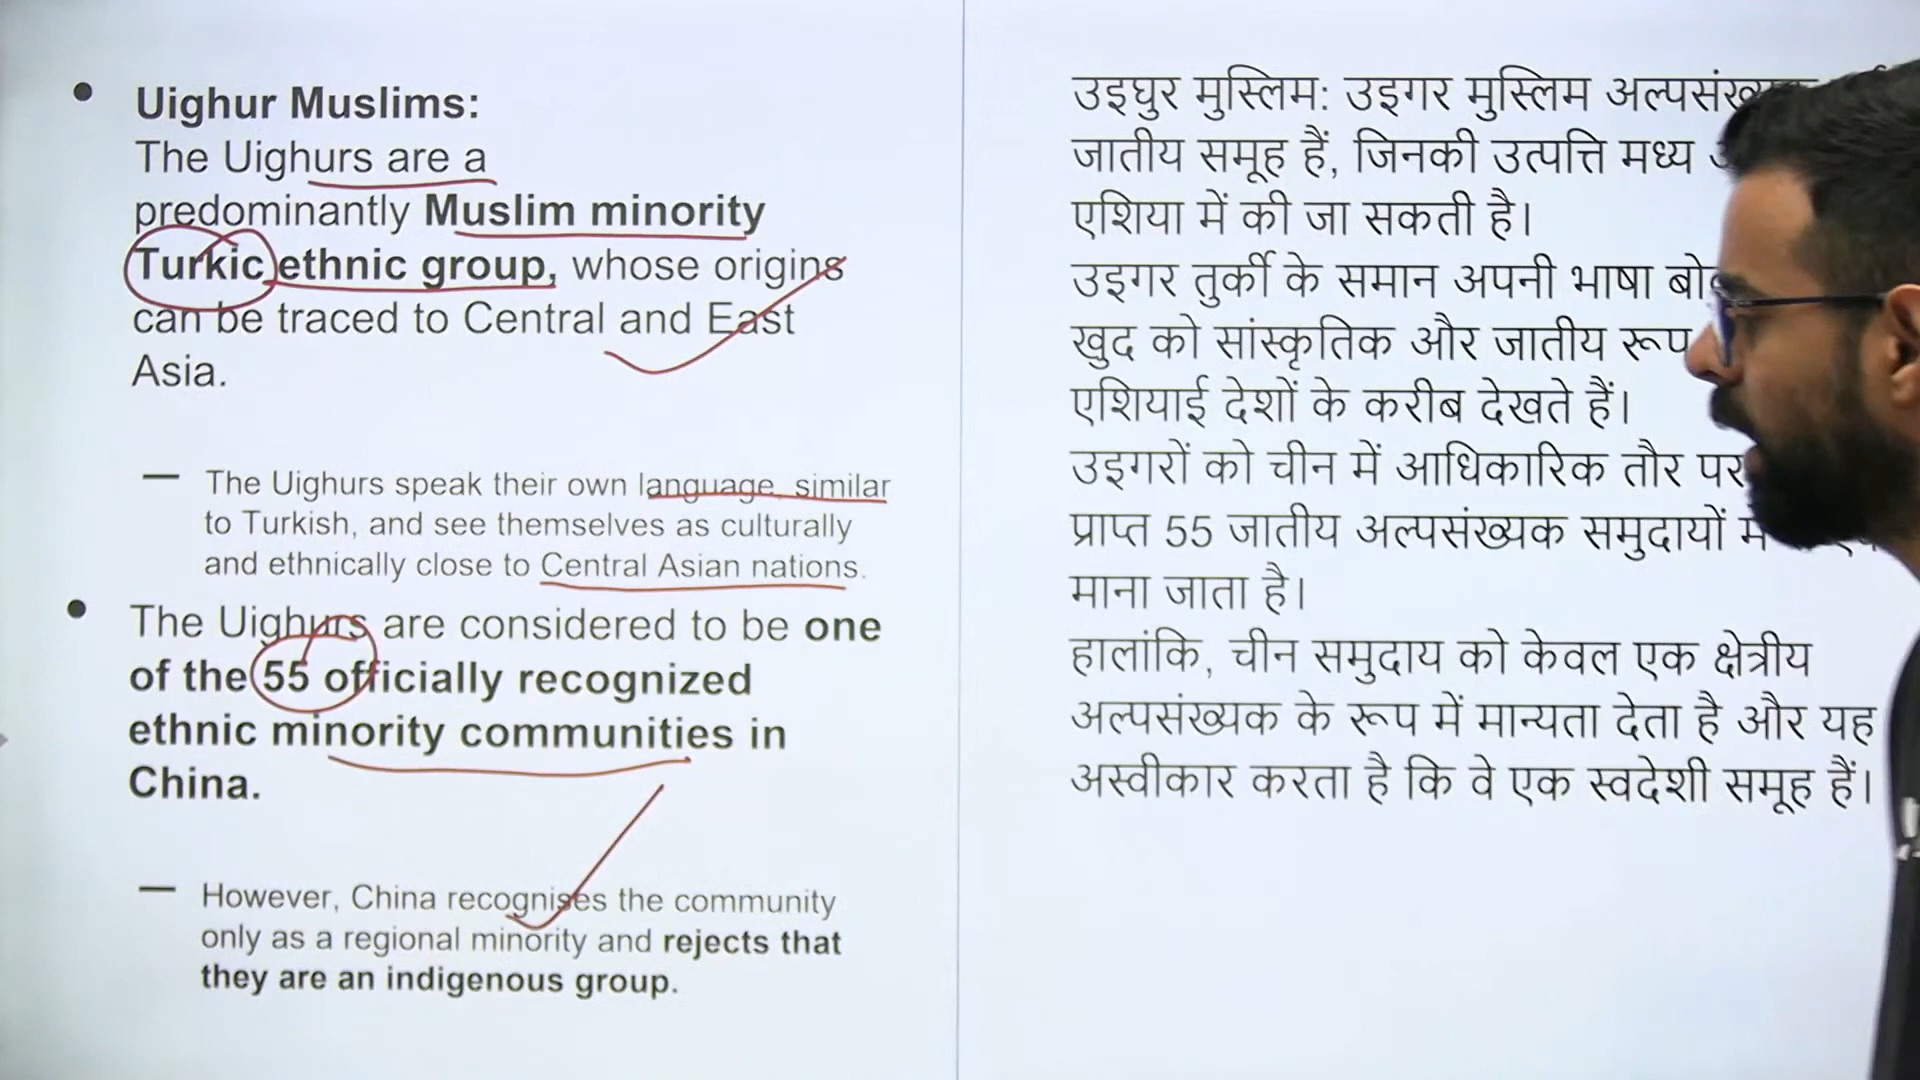 Uighur Muslims:
The Uighurs are a
predominantly Muslim minority
Turkic ethnic group, whose origins
can be traced to Central and East
Asia.
The Uighurs speak their own language, similar
to Turkish, and see themselves as culturally
and ethnically close to Central Asian nations.
The Uighurs are considered to be one
of the 55 officially recognized
ethnic minority communities in
China.
However, China recognises the community
only as a regional minority and rejects that
they are an indigenous group.
उइघुर मुस्लिम: उइगर मुस्लिम
जातीय समूह हैं, जिनकी उत्पत्ति मध्य
एशिया में की जा सकती है।
उइगर तुर्की के समान अपनी भाषा
खुद को सांस्कृतिक और जातीय रूप
एशियाई देशों के करीब देखते हैं।
उइगरों को चीन में आधिकारिक तौर पर
प्राप्त 55 जातीय अल्पसंख्यक समुदायों
माना जाता है।
हालांकि, चीन समुदाय को केवल एक क्षेत्रीय
अल्पसंख्यक के रूप में मान्यता देता है और यह
अस्वीकार करता है कि वे एक स्वदेशी समूह हैं।